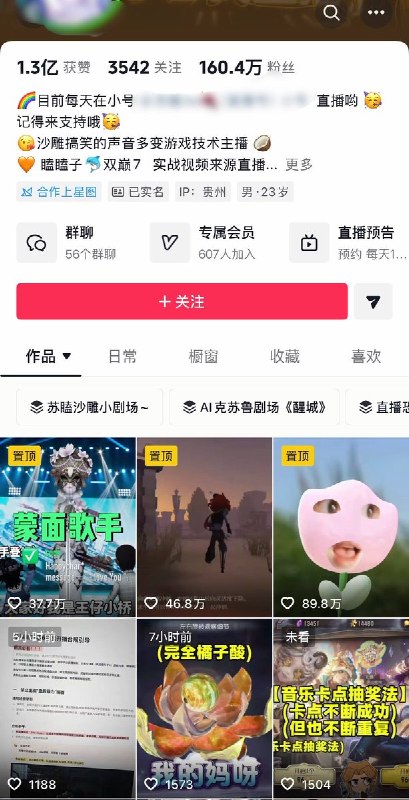 1.3亿 获赞 3542 关注 160.4万 粉丝
🌈目前每天在小号 直播哟 🥳
记得来支持哦🥳
😘沙雕搞笑的声音多变游戏技术主播 🥥
🧡 瞌瞌子🐬双巅7 实战视频来源直播... 更多
合作上星图 已实名 IP：贵州 男·23岁
群聊
56个群聊
专属会员
607人加入
直播预告
预约 每天1...
+ 关注
作品 日常 橱窗 收藏 喜欢
苏瞌沙雕小剧场~
AI克苏鲁剧场《醒城》
置顶
蒙面歌手
Happychair
message
love You
37.7万
置顶
46.8万
置顶
89.8万
5小时前
1188
7小时前
(完全橘子酸)
我的妈呀
1573
未看
【音乐卡点抽奖法】
(卡点不断成功)
(但也不断重复)
1504